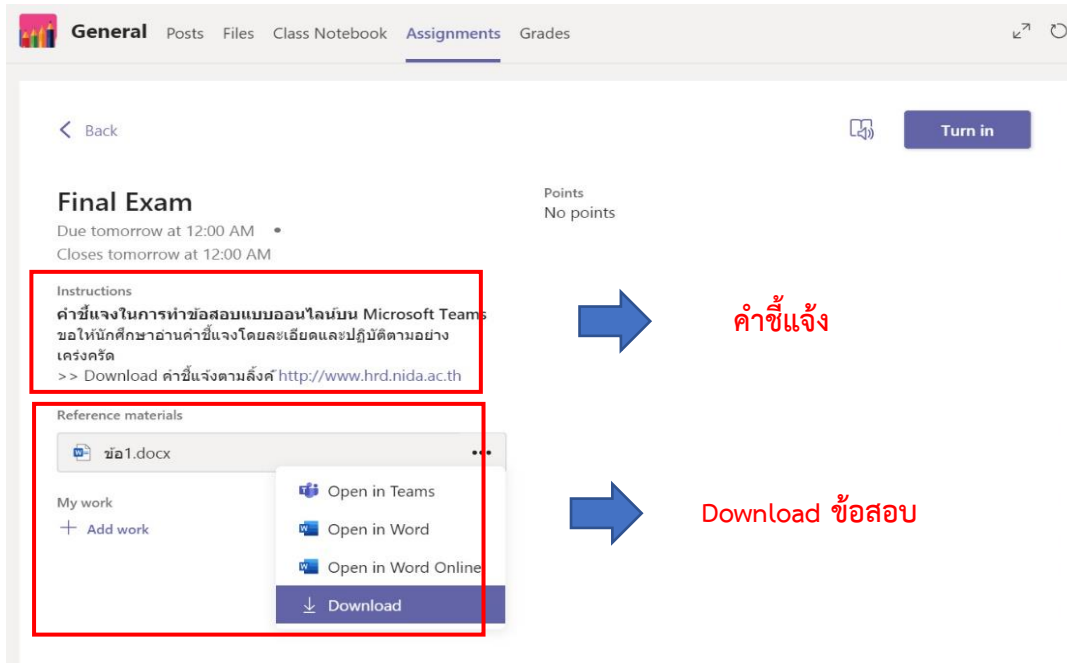 General Posts Files Class Notebook Assignments Grades
Back
Turn in
Final Exam
Due tomorrow at 12:00 AM •
Closes tomorrow at 12:00 AM
Points
No points
Instructions
คำชี้แจงในการทำข้อสอบแบบออนไลน์บน Microsoft Teams
ขอให้นักศึกษาอ่านคำชี้แจงโดยละเอียดและปฏิบัติตามอย่าง
เคร่งครัด
>> Download คำชี้แจงตามลิ้งค์ http://www.hrd.nida.ac.th
คำชี้แจ้ง
Reference materials
ข้อ1.docx
•••
My work
+ Add work
Open in Teams
Open in Word
Open in Word Online
Download
Download ข้อสอบ